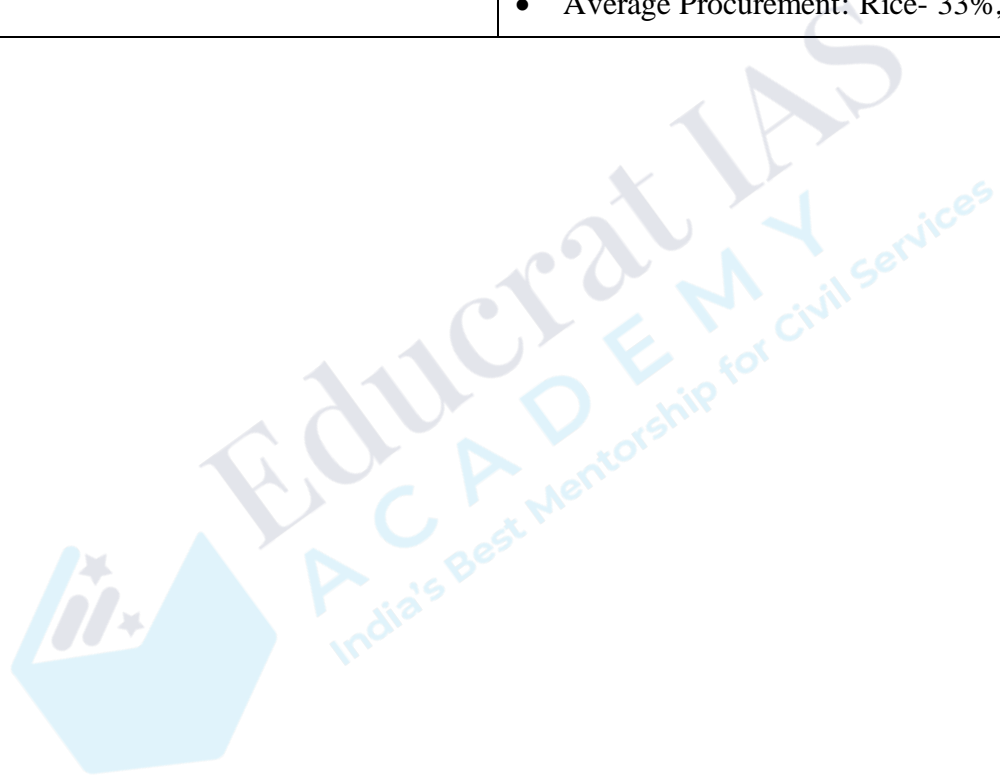 • Average Procurement: Rice- 33%,
Educrat IAS
ACADEMY
India's Best Mentorship for Civil Services